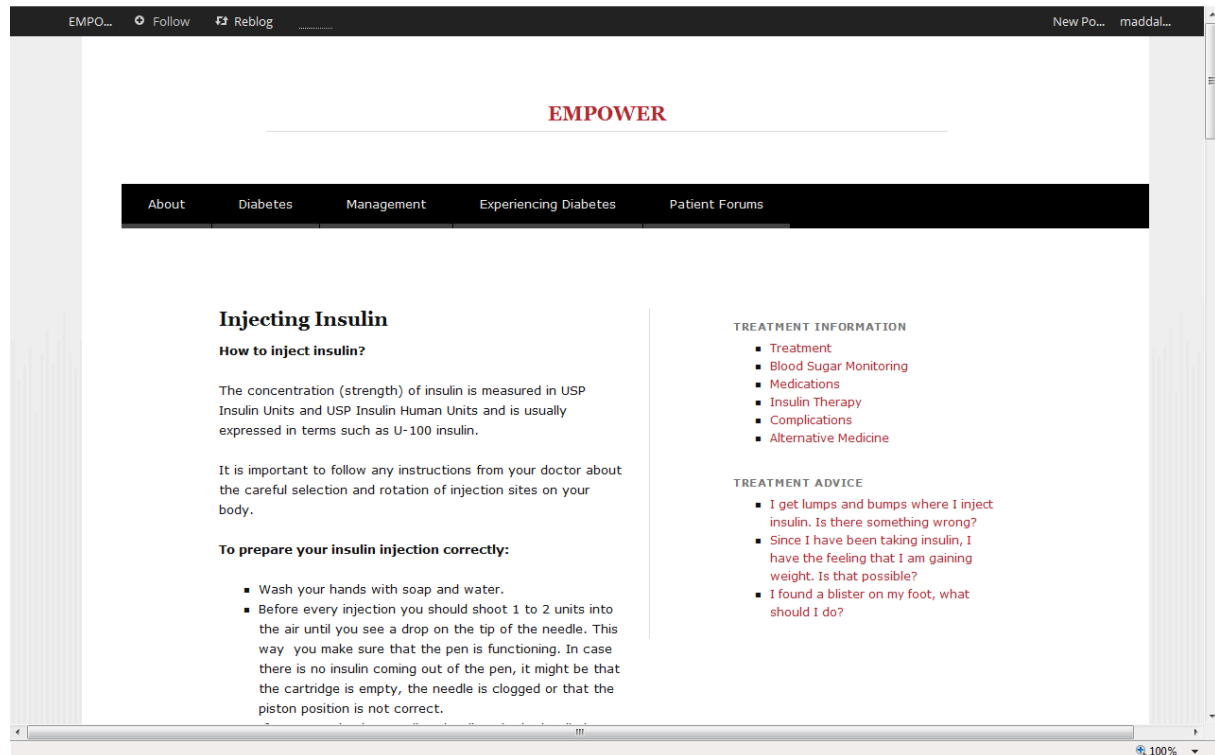 EMPO... Follow Reblog New Po... maddal...
EMPOWER
About Diabetes Management Experiencing Diabetes Patient Forums
Injecting Insulin
How to inject insulin?
The concentration (strength) of insulin is measured in USP
Insulin Units and USP Insulin Human Units and is usually
expressed in terms such as U-100 insulin.
It is important to follow any instructions from your doctor about
the careful selection and rotation of injection sites on your
body.
To prepare your insulin injection correctly:
Wash your hands with soap and water.
Before every injection you should shoot 1 to 2 units into
the air until you see a drop on the tip of the needle. This
way you make sure that the pen is functioning. In case
there is no insulin coming out of the pen, it might be that
the cartridge is empty, the needle is clogged or that the
piston position is not correct.
TREATMENT INFORMATION
Treatment
Blood Sugar Monitoring
Medications
Insulin Therapy
Complications
Alternative Medicine
TREATMENT ADVICE
I get lumps and bumps where I inject
insulin. Is there something wrong?
Since I have been taking insulin, I
have the feeling that I am gaining
weight. Is that possible?
I found a blister on my foot, what
should I do?
100%